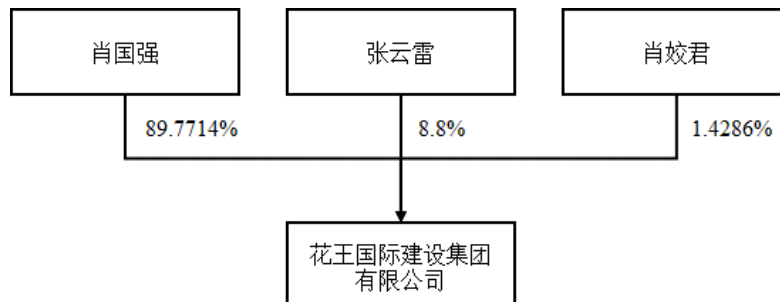 肖国强
张云雷
肖姣君
89.7714%
8.8%
1.4286%
花王国际建设集团
有限公司